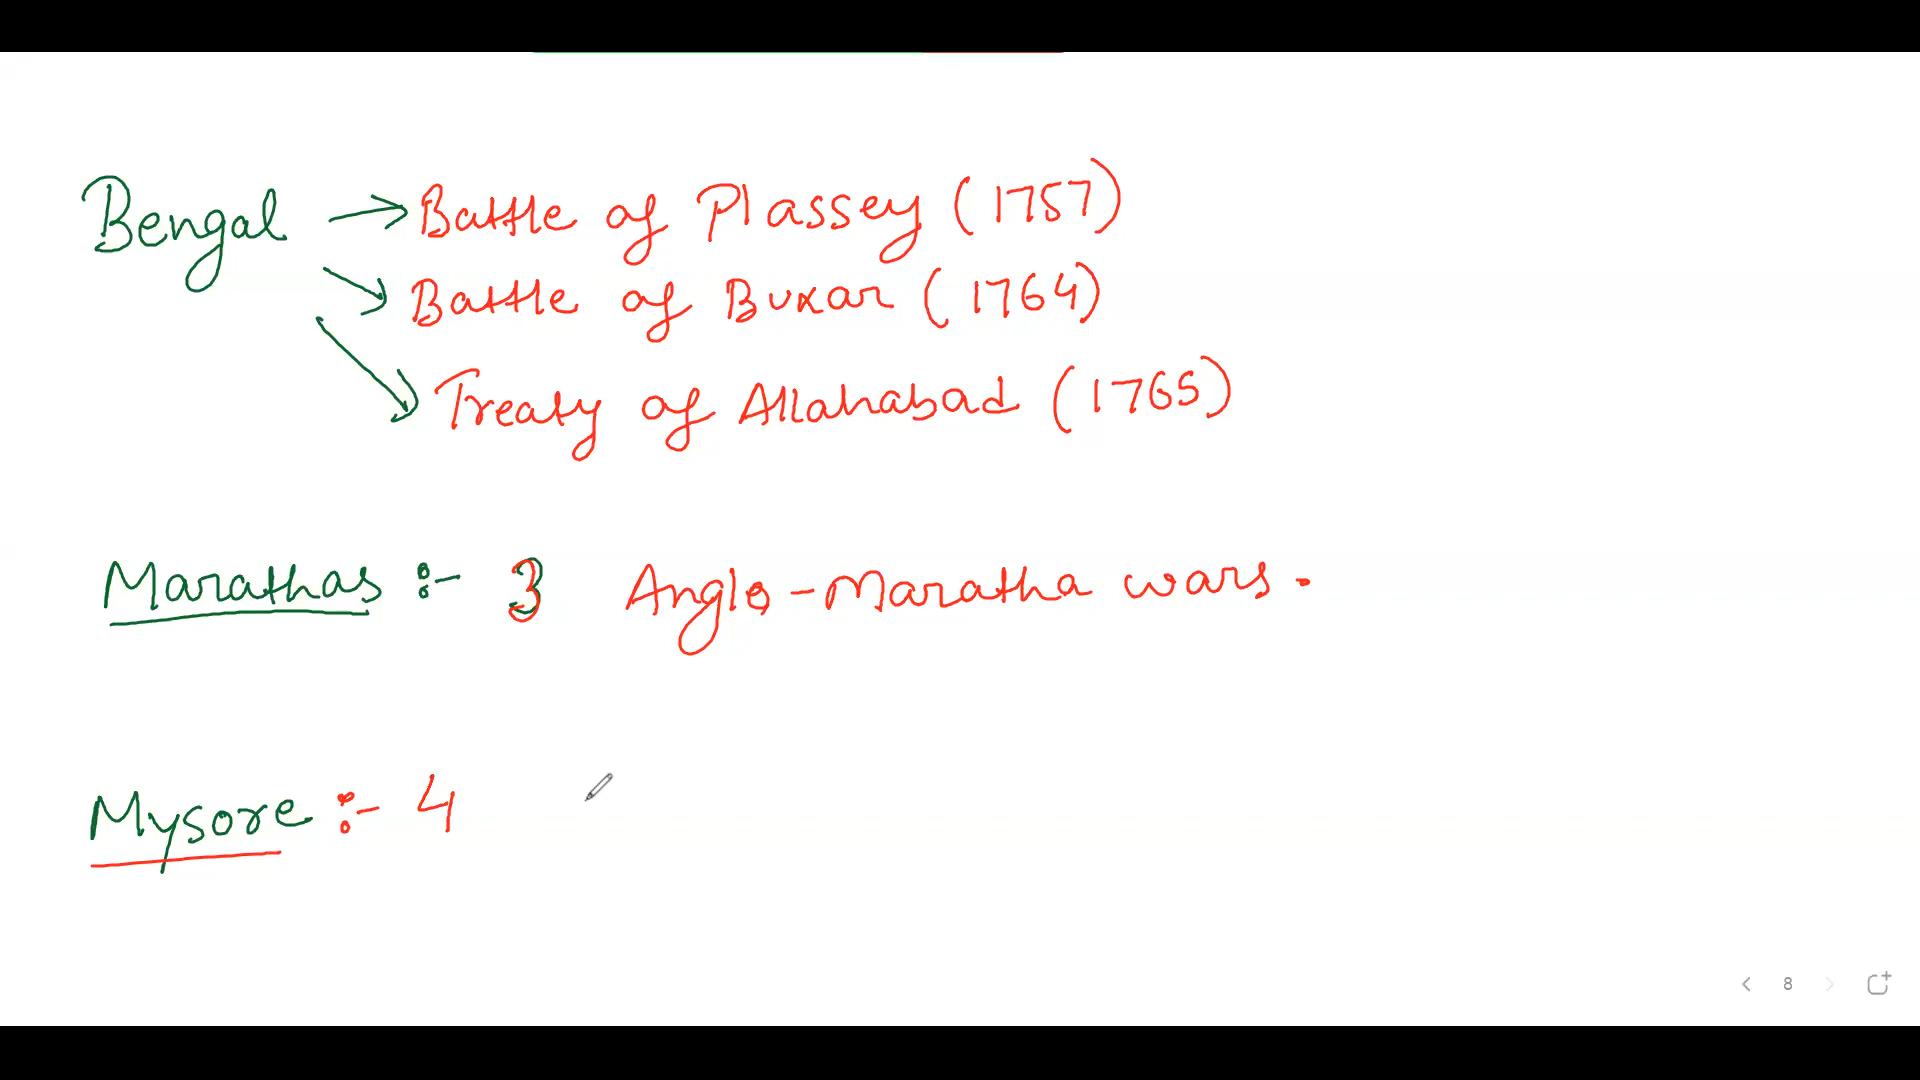 Bengal → Battle of Plassey (1757)
Battle of Buxar (1764)
Treaty of Allahabad (1765)
Marathas :- 3 Anglo-Maratha wars.
Mysore :- 4
8